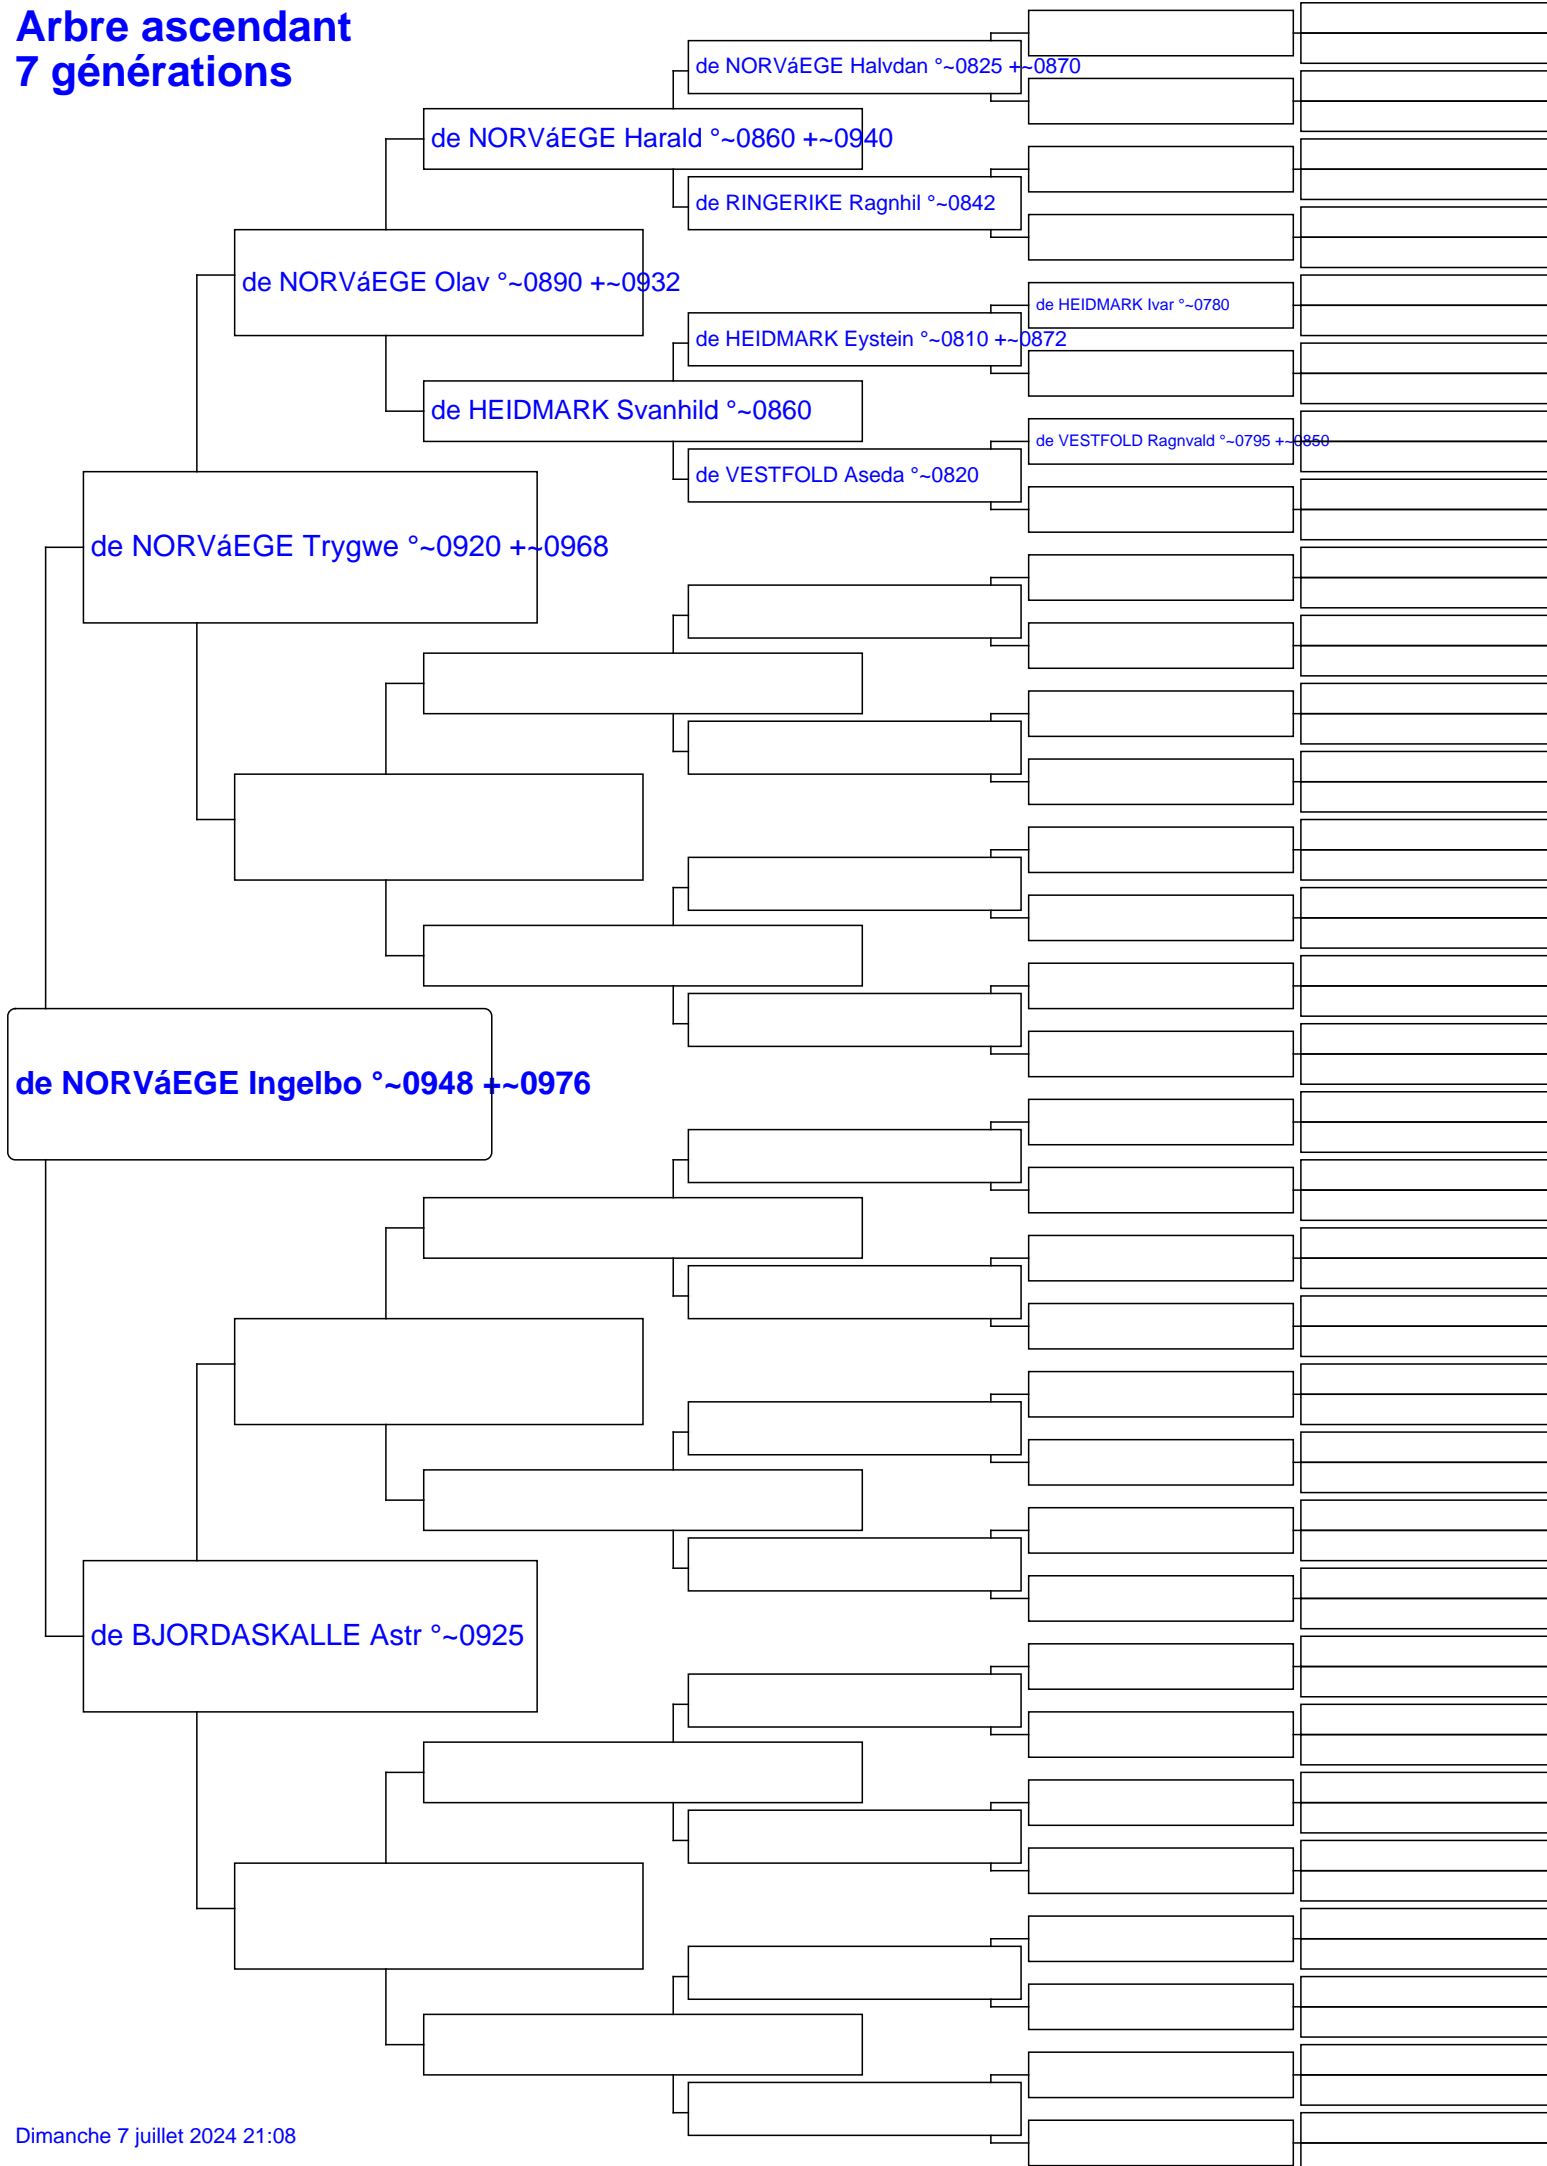 Arbre ascendant
7 générations
de NORVáEGE Halvdan °~0825 +~0870
de NORVáEGE Harald °~0860 +~0940
de RINGERIKE Ragnhil °~0842
de NORVáEGE Olav °~0890 +~0932
de HEIDMARK Ivar °~0780
de HEIDMARK Eystein °~0810 +~0872
de HEIDMARK Svanhild °~0860
de VESTFOLD Ragnvald °~0795 +~0850
de VESTFOLD Aseda °~0820
de NORVáEGE Trygwe °~0920 +~0968
de NORVáEGE Ingelbo °~0948 +~0976
de BJORDASKALLE Astr °~0925
Dimanche 7 juillet 2024 21:08